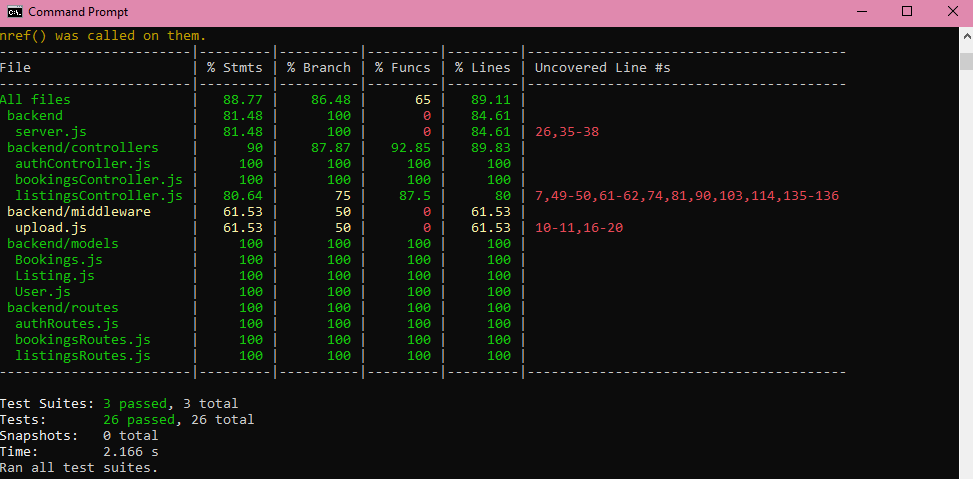 Command Prompt
nref() was called on them.
------------------------|---------|----------|---------|---------|---------------------------------------
File                    | % Stmts | % Branch | % Funcs | % Lines | Uncovered Line #s
------------------------|---------|----------|---------|---------|---------------------------------------
All files               |   88.77 |    86.48 |      65 |   89.11 |
 backend                |   81.48 |      100 |       0 |   84.61 |
  server.js             |   81.48 |      100 |       0 |   84.61 | 26,35-38
 backend/controllers    |      90 |    87.87 |   92.85 |   89.83 |
  authController.js     |     100 |      100 |     100 |     100 |
  bookingsController.js |     100 |      100 |     100 |     100 |
  listingsController.js |   80.64 |       75 |    87.5 |      80 | 7,49-50,61-62,74,81,90,103,114,135-136
 backend/middleware     |   61.53 |       50 |       0 |   61.53 |
  upload.js             |   61.53 |       50 |       0 |   61.53 | 10-11,16-20
 backend/models         |     100 |      100 |     100 |     100 |
  Bookings.js           |     100 |      100 |     100 |     100 |
  Listing.js            |     100 |      100 |     100 |     100 |
  User.js               |     100 |      100 |     100 |     100 |
 backend/routes         |     100 |      100 |     100 |     100 |
  authRoutes.js         |     100 |      100 |     100 |     100 |
  bookingsRoutes.js     |     100 |      100 |     100 |     100 |
  listingsRoutes.js     |     100 |      100 |     100 |     100 |
------------------------|---------|----------|---------|---------|---------------------------------------
Test Suites: 3 passed, 3 total
Tests:       26 passed, 26 total
Snapshots:   0 total
Time:        2.166 s
Ran all test suites.